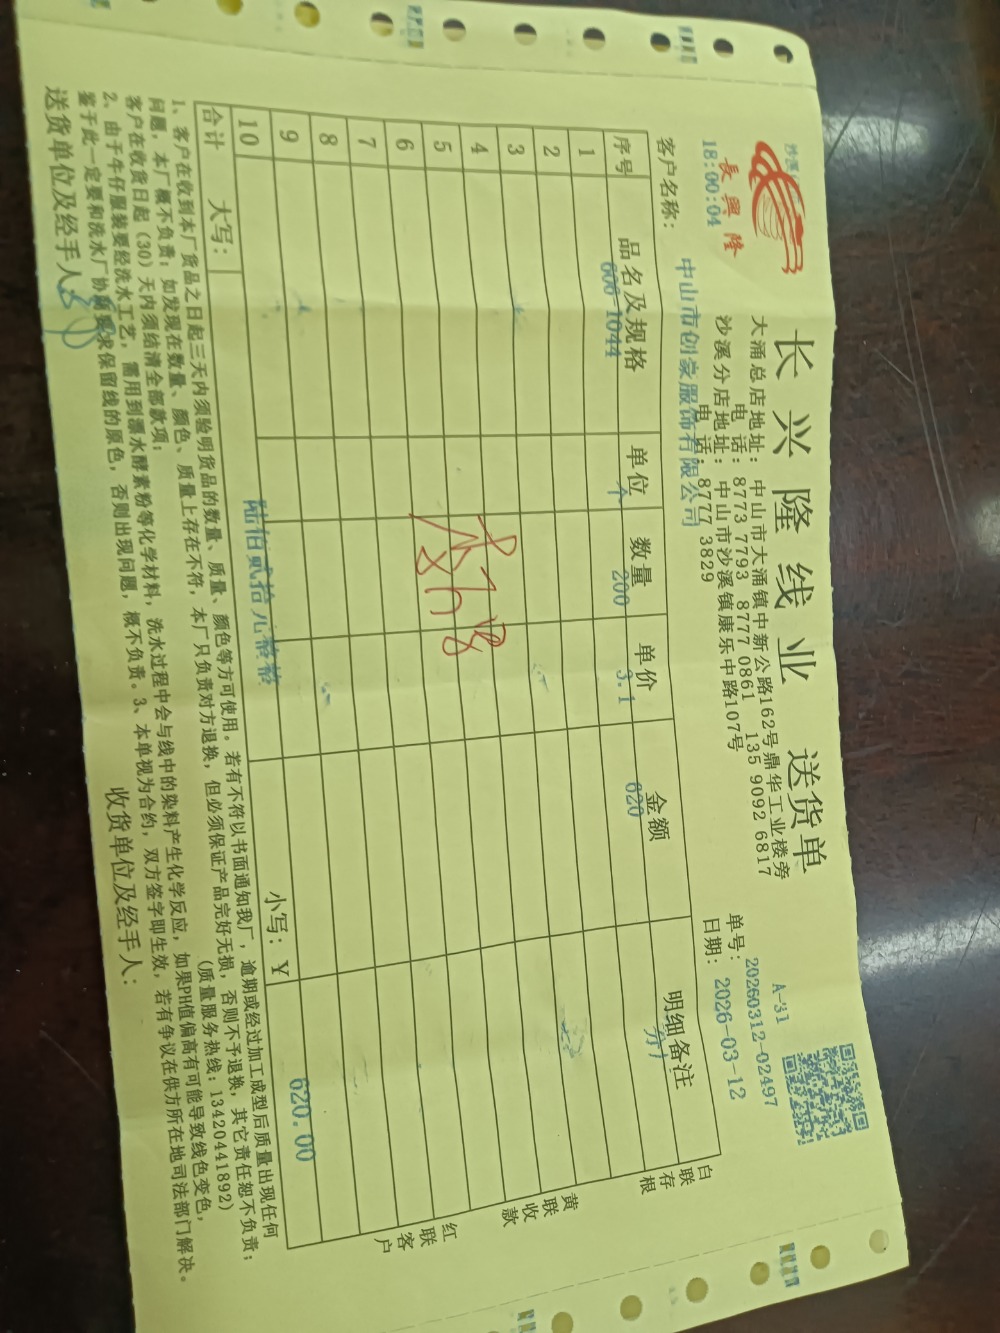 長興隆
18:00:04
长兴隆线业 送货单
大涌总店地址：中山市大涌镇中新公路162号鼎华工业楼旁
电 话：8773 7793 8777 0861 135 9092 6817
沙溪分店地址：中山市沙溪镇康乐中路107号
电 话：8777 3829
A-31
单号：20260312-02497
日期：2026-03-12
客户名称：中山市创豪服饰有限公司
序号 品名及规格 单位 数量 单价 金额 明细备注
1 608-1044 个 200 3.1 620
2
3
4
5
6
7
8
9
10
合计 大写：陆佰贰拾元整 小写：￥ 620.00
白联存根
黄联收款
红联客户
1、客户在收到本厂货品之日起三天内须验明货品的数量、质量、颜色等方可使用。若有不符以书面通知我厂，逾期或经过加工成型后质量出现任何
问题，本厂概不负责；如发现在数量、颜色、质量上存在不符，本厂只负责对方退换，但必须保证产品完好无损，否则不予退换，其它责任恕不负责；
客户在收货日起（30）天内须结清全部款项； （质量服务热线：13420441892）
2、由于牛仔服装要经洗水工艺，需用到漂水酵素粉等化学材料，洗水过程中会与线中的染料产生化学反应，如果PH值偏高有可能导致线色变色，
鉴于此一定要和洗水厂协商要求保留线的原色，否则出现问题，概不负责。3、本单视为合约，双方签字即生效，若有争议在供方所在地司法部门解决。
送货单位及经手人： 收货单位及经手人：